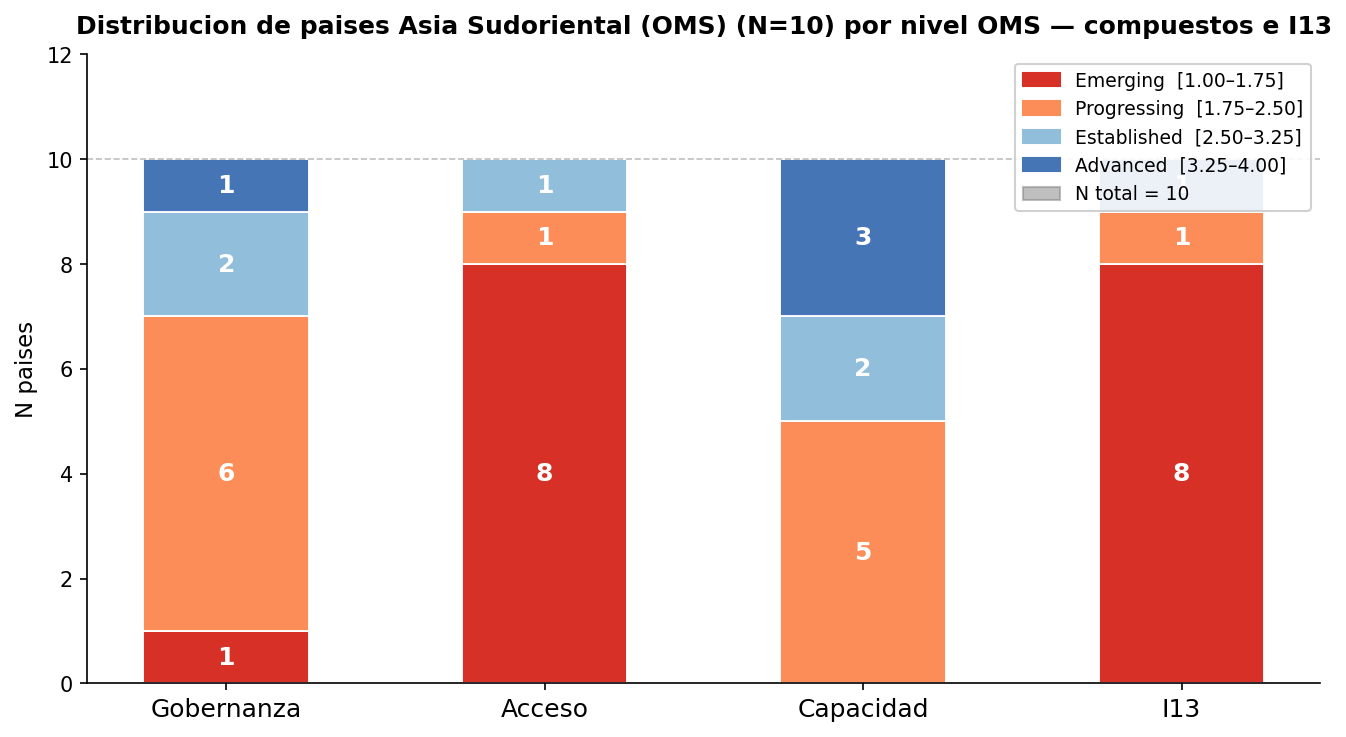 Distribucion de paises Asia Sudoriental (OMS) (N=10) por nivel OMS — compuestos e I13
N paises
12
10
8
6
4
2
0
Emerging [1.00–1.75]
Progressing [1.75–2.50]
Established [2.50–3.25]
Advanced [3.25–4.00]
N total = 10
1
2
6
1
1
1
8
3
2
5
1
8
Gobernanza
Acceso
Capacidad
I13